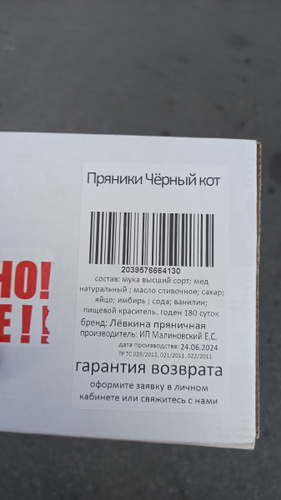 Пряники Чёрный кот
2039576664130
состав: мука высший сорт; мед
натуральный ; масло сливочное; сахар;
яйцо; имбирь ; сода; ванилин;
пищевой краситель. годен 180 суток
бренд: Лёвкина пряничная
производитель: ИП Малиновский Е.С.
дата производства: 24.06.2024
ТР ТС 029/2012, 021/2011, 022/2011
гарантия возврата
оформите заявку в личном
кабинете или свяжитесь с нами
НО!
Е!